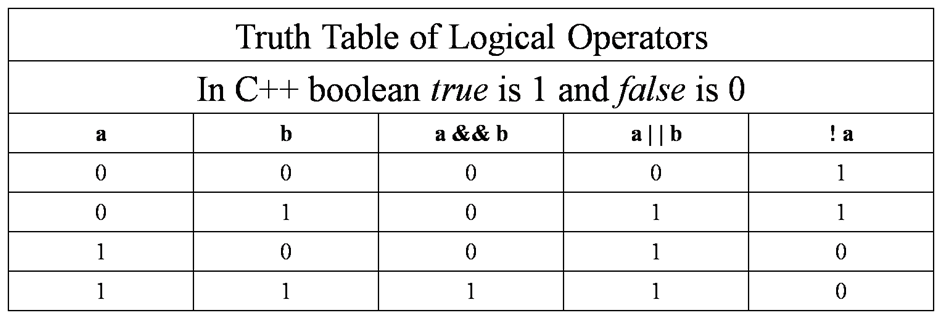 Truth Table of Logical Operators
In C++ boolean true is 1 and false is 0
a b a && b a | | b ! a
0 0 0 0 1
0 1 0 1 1
1 0 0 1 0
1 1 1 1 0